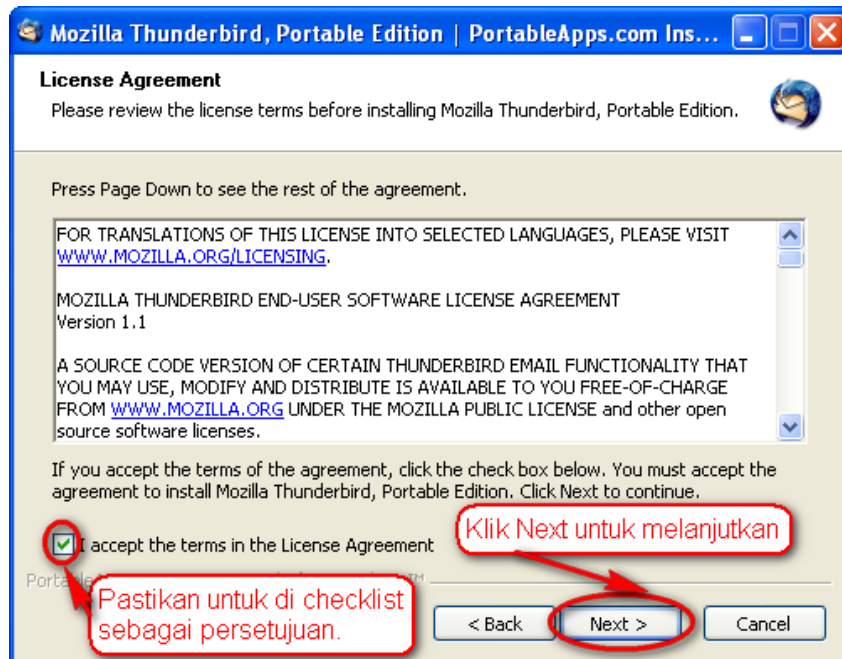 Mozilla Thunderbird, Portable Edition | PortableApps.com Ins...
License Agreement
Please review the license terms before installing Mozilla Thunderbird, Portable Edition.
Press Page Down to see the rest of the agreement.
FOR TRANSLATIONS OF THIS LICENSE INTO SELECTED LANGUAGES, PLEASE VISIT
WWW.MOZILLA.ORG/LICENSING.
MOZILLA THUNDERBIRD END-USER SOFTWARE LICENSE AGREEMENT
Version 1.1
A SOURCE CODE VERSION OF CERTAIN THUNDERBIRD EMAIL FUNCTIONALITY THAT
YOU MAY USE, MODIFY AND DISTRIBUTE IS AVAILABLE TO YOU FREE-OF-CHARGE
FROM WWW.MOZILLA.ORG UNDER THE MOZILLA PUBLIC LICENSE and other open
source software licenses.
If you accept the terms of the agreement, click the check box below. You must accept the
agreement to install Mozilla Thunderbird, Portable Edition. Click Next to continue.
Klik Next untuk melanjutkan
I accept the terms in the License Agreement
Pastikan untuk di checklist
sebagai persetujuan.
< Back
Next >
Cancel